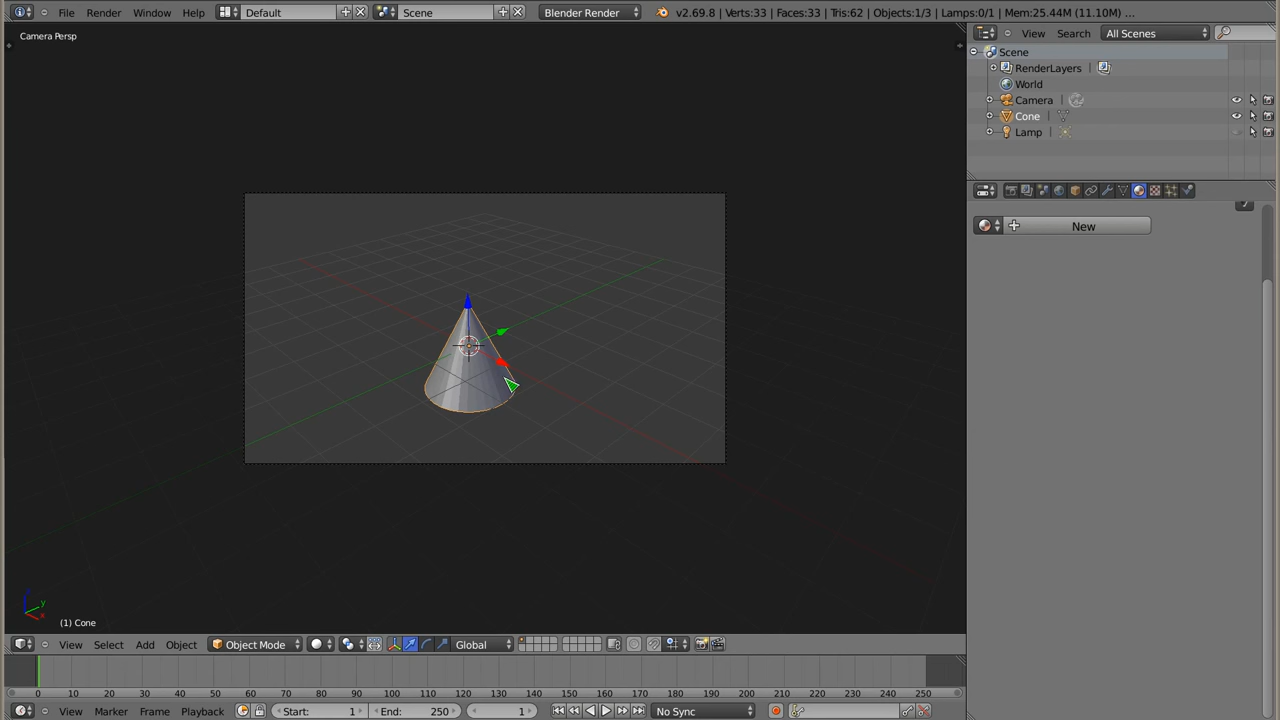 File Render Window Help Default Scene Blender Render v2.69.8 | Verts:33 | Faces:33 | Tris:62 | Objects:1/3 | Lamps:0/1 | Mem:25.44M (11.10M) ...
Camera Persp
View Search All Scenes
Scene
RenderLayers |
World
Camera |
Cone |
Lamp |
New
z
y
x
(1) Cone
View Select Add Object Object Mode Global
0 10 20 30 40 50 60 70 80 90 100 110 120 130 140 150 160 170 180 190 200 210 220 230 240 250
View Marker Frame Playback Start: 1 End: 250 1 No Sync